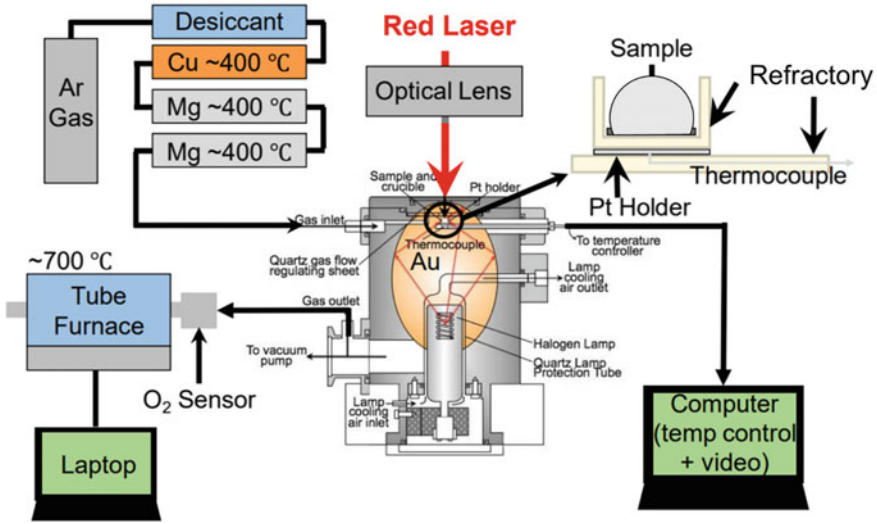 Desiccant
Cu ~400 ℃
Mg ~400 ℃
Mg ~400 ℃
Ar
Gas
Red Laser
Optical Lens
Sample
Refractory
Thermocouple
Pt Holder
Sample and
crucible
Pt holder
Gas inlet
Thermocouple
To temperature
controller
Quartz gas flow
regulating sheet
Au
Lamp
cooling
air outlet
~700 ℃
Tube
Furnace
Gas outlet
Halogen Lamp
To vacuum
pump
Quartz Lamp
Protection Tube
O₂ Sensor
Lamp
cooling
air inlet
Laptop
Computer
(temp control
+ video)